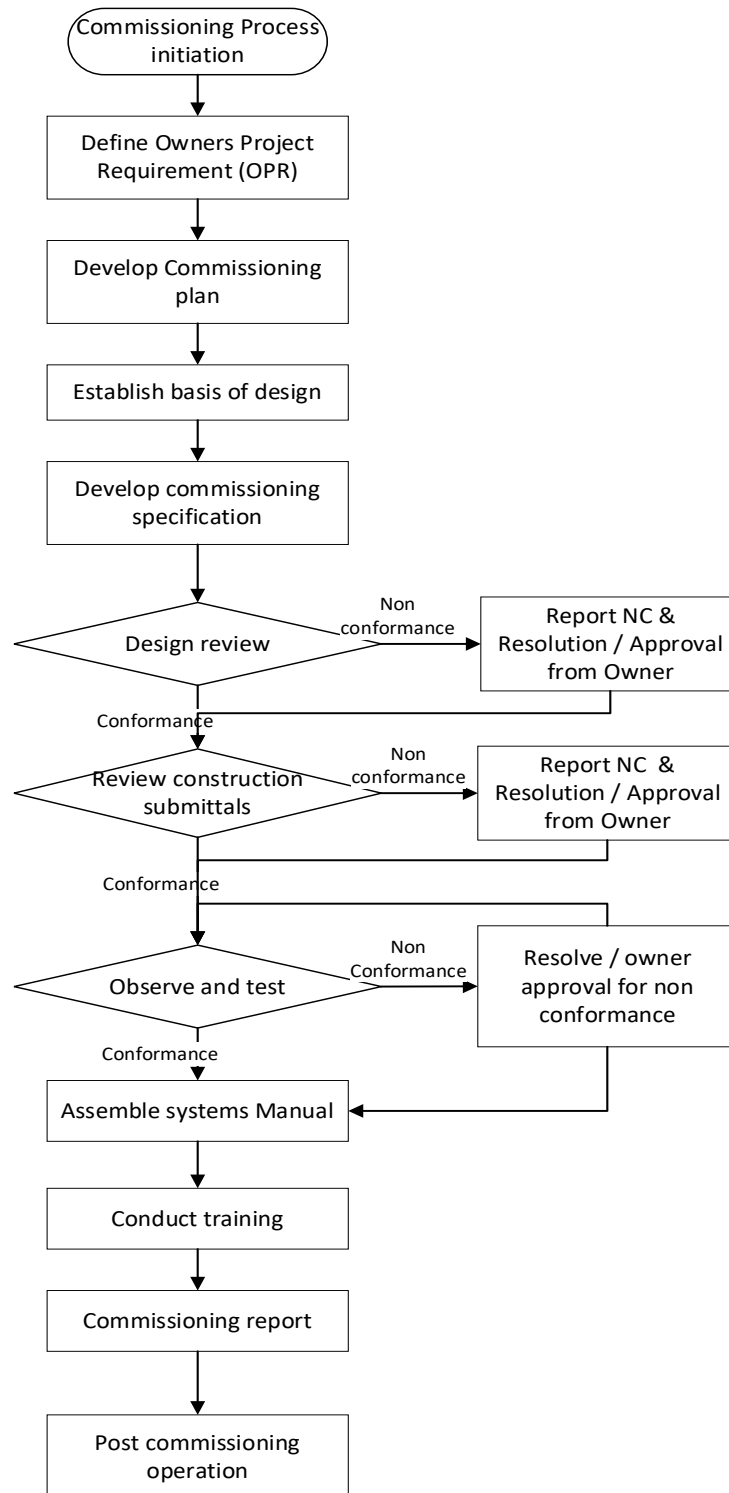 Commissioning Process
initiation
Define Owners Project
Requirement (OPR)
Develop Commissioning
plan
Establish basis of design
Develop commissioning
specification
Design review
Non
conformance
Report NC &
Resolution / Approval
from Owner
Conformance
Review construction
submittals
Non
conformance
Report NC  &
Resolution / Approval
from Owner
Conformance
Observe and test
Non
Conformance
Resolve / owner
approval for non
conformance
Conformance
Assemble systems Manual
Conduct training
Commissioning report
Post commissioning
operation